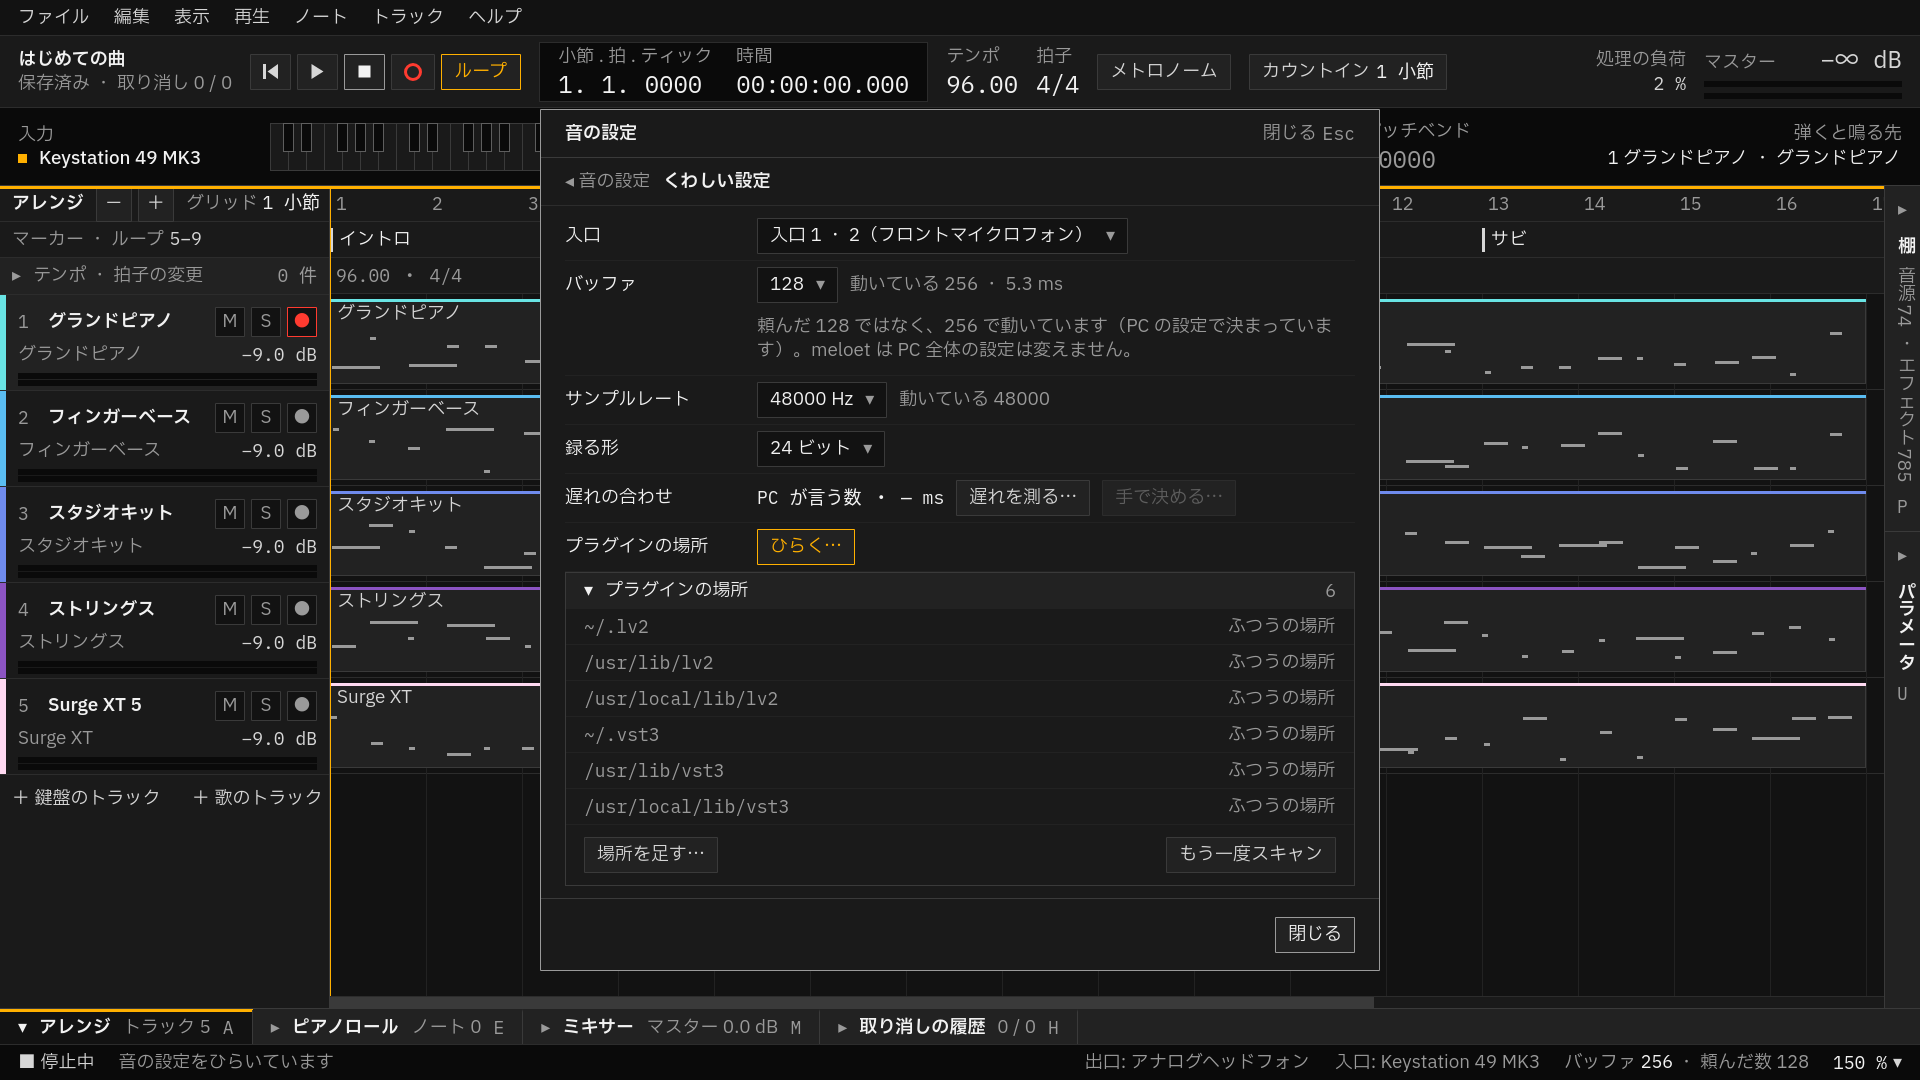 ファイル 編集 表示 再生 ノート トラック ヘルプ
はじめての曲
保存済み ・ 取り消し 0 / 0
ループ
小節 . 拍 . ティック 時間
1. 1. 0000 00:00:00.000
テンポ 拍子
96.00 4/4
メトロノーム
カウントイン 1 小節
処理の負荷
2 %
マスター −∞ dB
入力
Keystation 49 MK3
ッチベンド
0000
弾くと鳴る先
1 グランドピアノ ・ グランドピアノ
アレンジ − + グリッド 1 小節
1 2 3 12 13 14 15 16 1
マーカー ・ ループ 5–9
イントロ
サビ
▸ テンポ ・ 拍子の変更 0 件
96.00 ・ 4/4
1 グランドピアノ M S
グランドピアノ −9.0 dB
グランドピアノ
2 フィンガーベース M S
フィンガーベース −9.0 dB
フィンガーベース
3 スタジオキット M S
スタジオキット −9.0 dB
スタジオキット
4 ストリングス M S
ストリングス −9.0 dB
ストリングス
5 Surge XT 5 M S
Surge XT −9.0 dB
Surge XT
+ 鍵盤のトラック + 歌のトラック
音の設定 閉じる Esc
◂ 音の設定 くわしい設定
入口 入口 1 ・ 2（フロントマイクロフォン） ▾
バッファ 128 ▾ 動いている 256 ・ 5.3 ms
頼んだ 128 ではなく、256 で動いています（PC の設定で決まっていま
す）。meloet は PC 全体の設定は変えません。
サンプルレート 48000 Hz ▾ 動いている 48000
録る形 24 ビット ▾
遅れの合わせ PC が言う数 ・ — ms 遅れを測る… 手で決める…
プラグインの場所 ひらく…
▾ プラグインの場所 6
~/.lv2 ふつうの場所
/usr/lib/lv2 ふつうの場所
/usr/local/lib/lv2 ふつうの場所
~/.vst3 ふつうの場所
/usr/lib/vst3 ふつうの場所
/usr/local/lib/vst3 ふつうの場所
場所を足す… もう一度スキャン
閉じる
▸ 棚 音源 74 ・ エフェクト 785 P
▸ パラメータ U
▾ アレンジ トラック 5 A
▸ ピアノロール ノート 0 E
▸ ミキサー マスター 0.0 dB M
▸ 取り消しの履歴 0 / 0 H
■ 停止中 音の設定をひらいています
出口: アナログヘッドフォン 入口: Keystation 49 MK3 バッファ 256 ・ 頼んだ数 128 150 % ▾